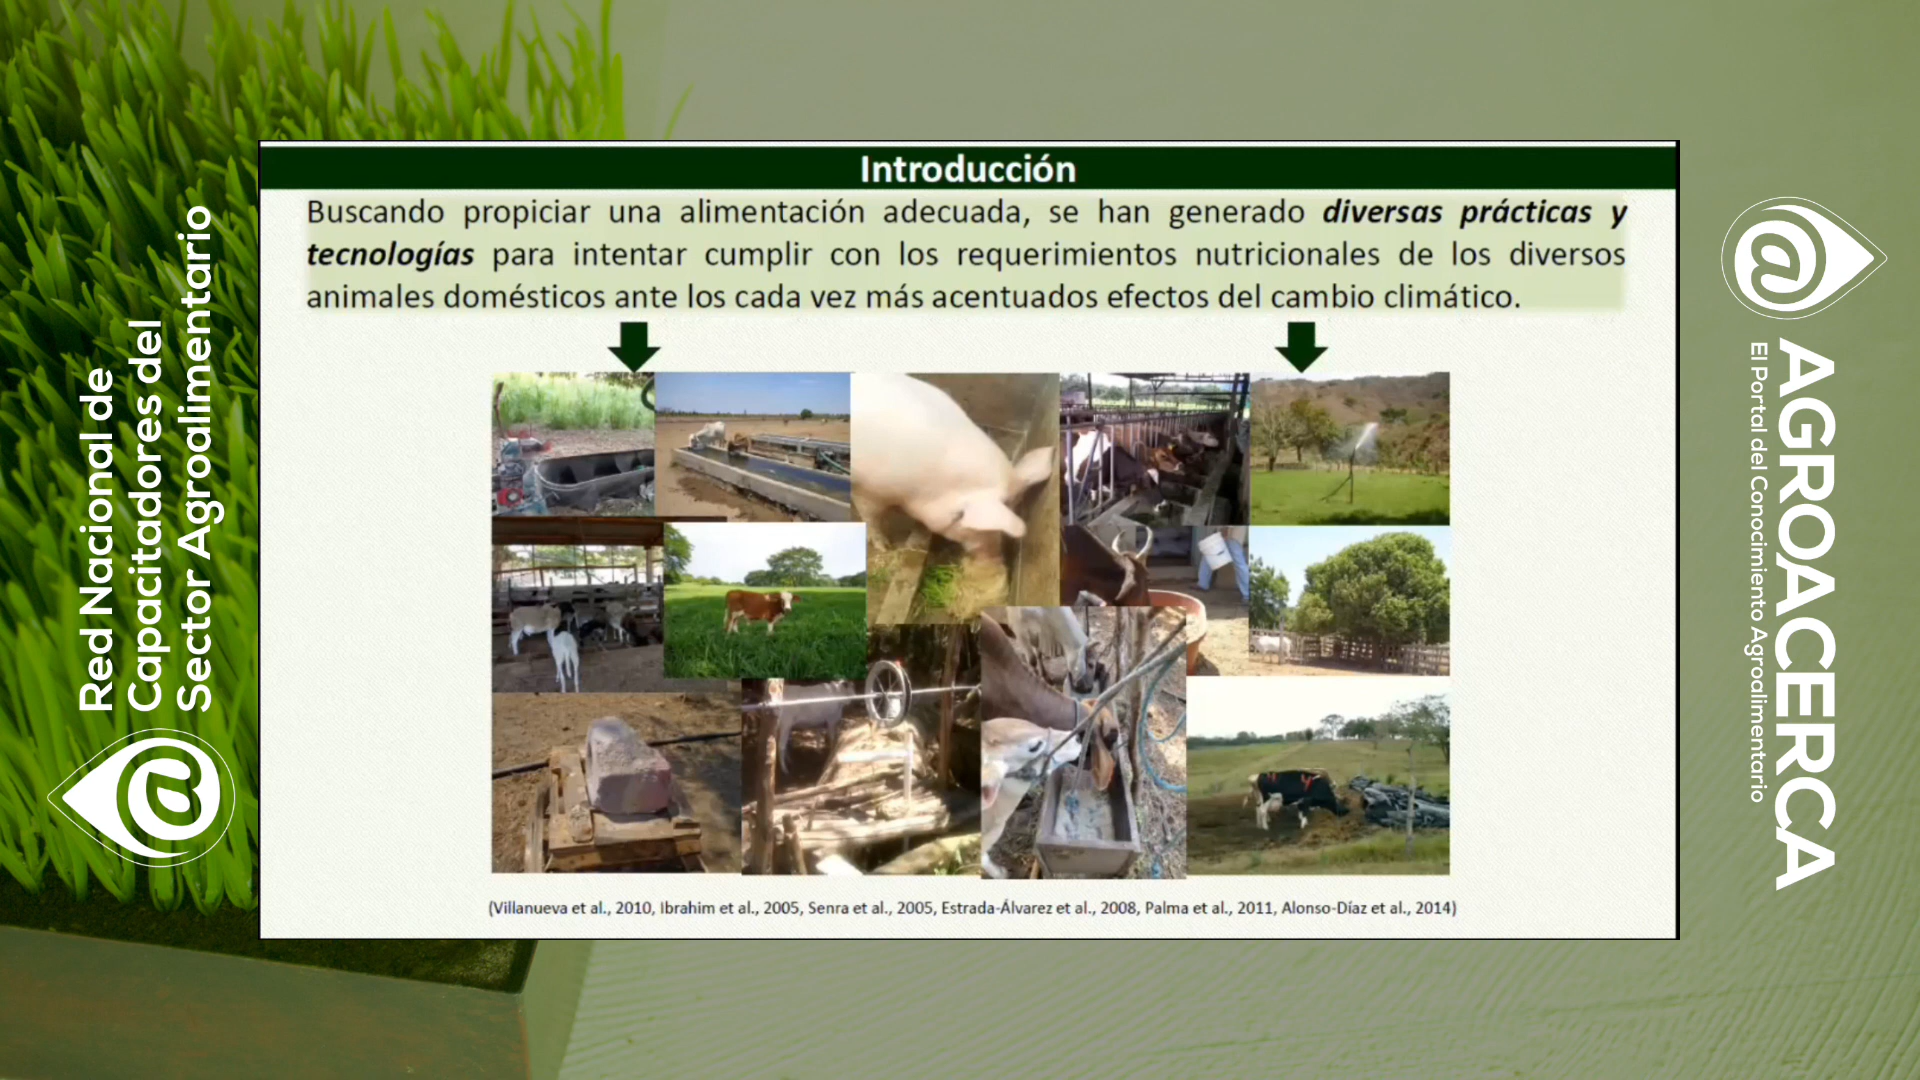 Red Nacional de
Capacitadores del
Sector Agroalimentario
Introducción
Buscando propiciar una alimentación adecuada, se han generado diversas prácticas y
tecnologías para intentar cumplir con los requerimientos nutricionales de los diversos
animales domésticos ante los cada vez más acentuados efectos del cambio climático.
(Villanueva et al., 2010, Ibrahim et al., 2005, Senra et al., 2005, Estrada-Álvarez et al., 2008, Palma et al., 2011, Alonso-Díaz et al., 2014)
AGROACERCA
El Portal del Conocimiento Agroalimentario